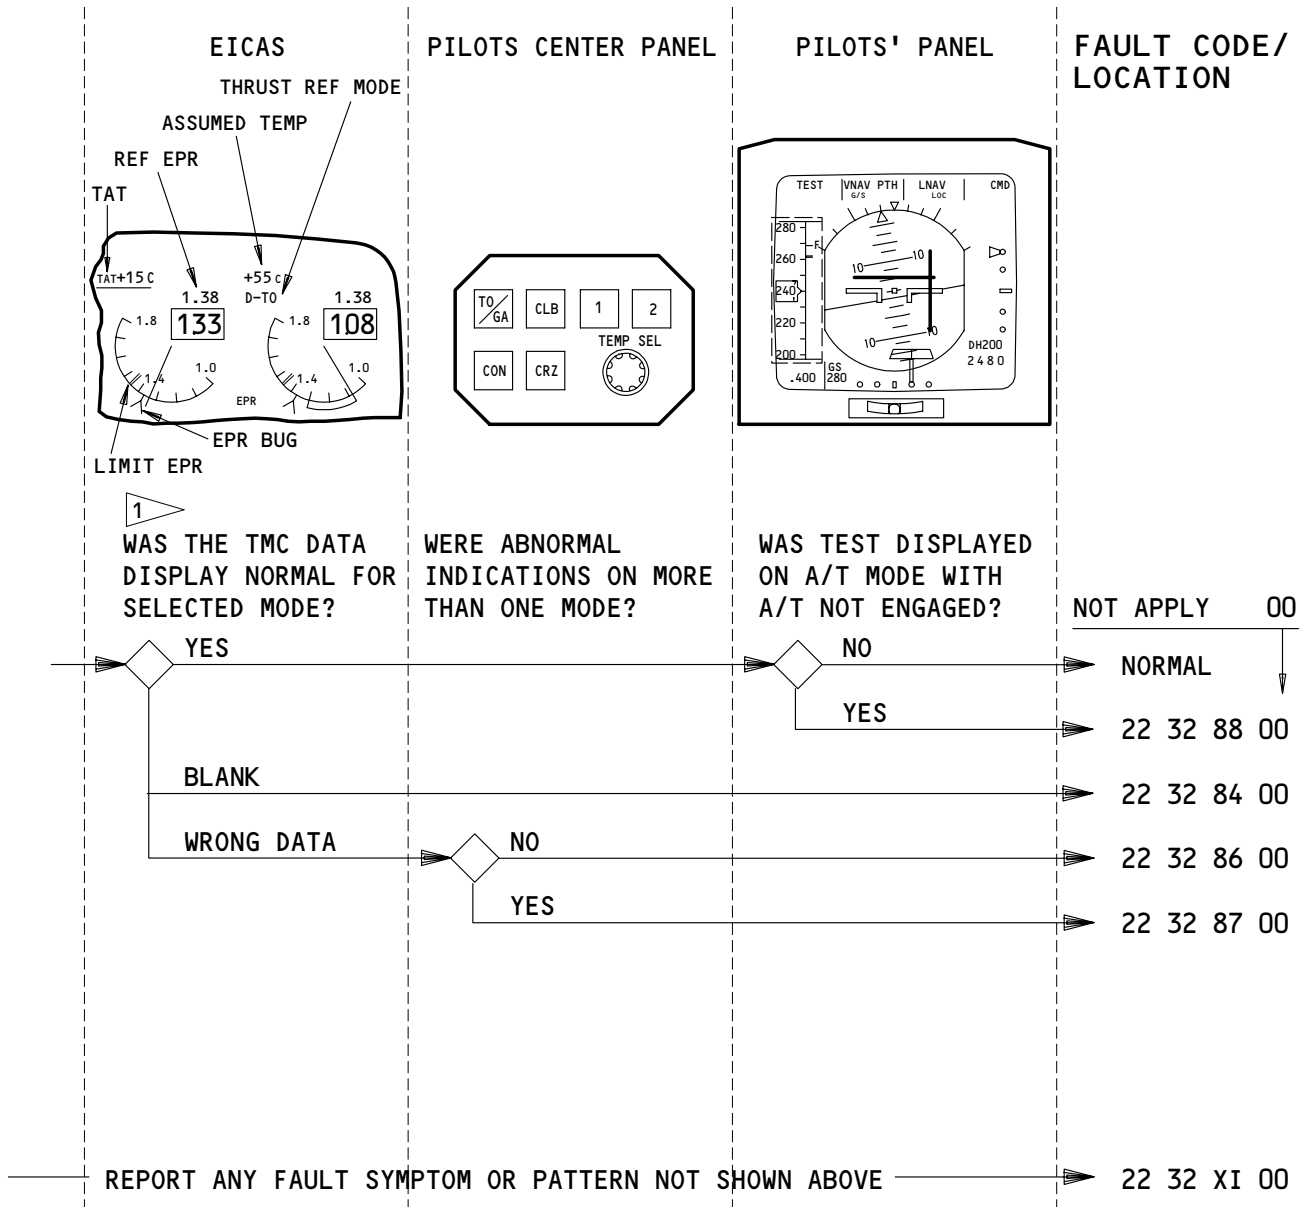 EICAS
PILOTS CENTER PANEL
PILOTS' PANEL
FAULT CODE/
LOCATION
THRUST REF MODE
ASSUMED TEMP
REF EPR
TAT
TAT+15C
+55c
1.38
D-TO
1.38
1.8
133
1.8
108
1.4
1.0
1.4
1.0
EPR
EPR BUG
LIMIT EPR
TO/GA
CLB
1
2
TEMP SEL
CON
CRZ
TEST
VNAV PTH
LNAV
CMD
G/S
LOC
280
F
260
10
10
240
220
10
10
200
DH200
2480
.400
GS
280
1
WAS THE TMC DATA
DISPLAY NORMAL FOR
SELECTED MODE?
WERE ABNORMAL
INDICATIONS ON MORE
THAN ONE MODE?
WAS TEST DISPLAYED
ON A/T MODE WITH
A/T NOT ENGAGED?
NOT APPLY 00
YES
NO
NORMAL
YES
22 32 88 00
BLANK
22 32 84 00
WRONG DATA
NO
22 32 86 00
YES
22 32 87 00
REPORT ANY FAULT SYMPTOM OR PATTERN NOT SHOWN ABOVE
22 32 XI 00